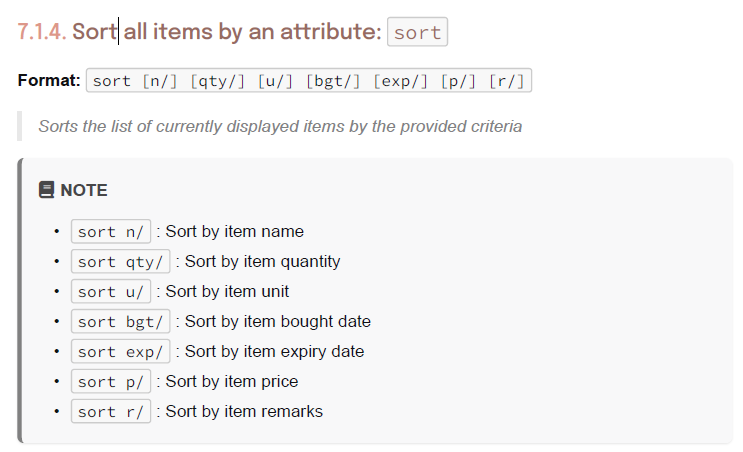 7.1.4. Sort all items by an attribute: sort
Format: sort [n/] [qty/] [u/] [bgt/] [exp/] [p/] [r/]
Sorts the list of currently displayed items by the provided criteria
NOTE
• sort n/ : Sort by item name
• sort qty/ : Sort by item quantity
• sort u/ : Sort by item unit
• sort bgt/ : Sort by item bought date
• sort exp/ : Sort by item expiry date
• sort p/ : Sort by item price
• sort r/ : Sort by item remarks